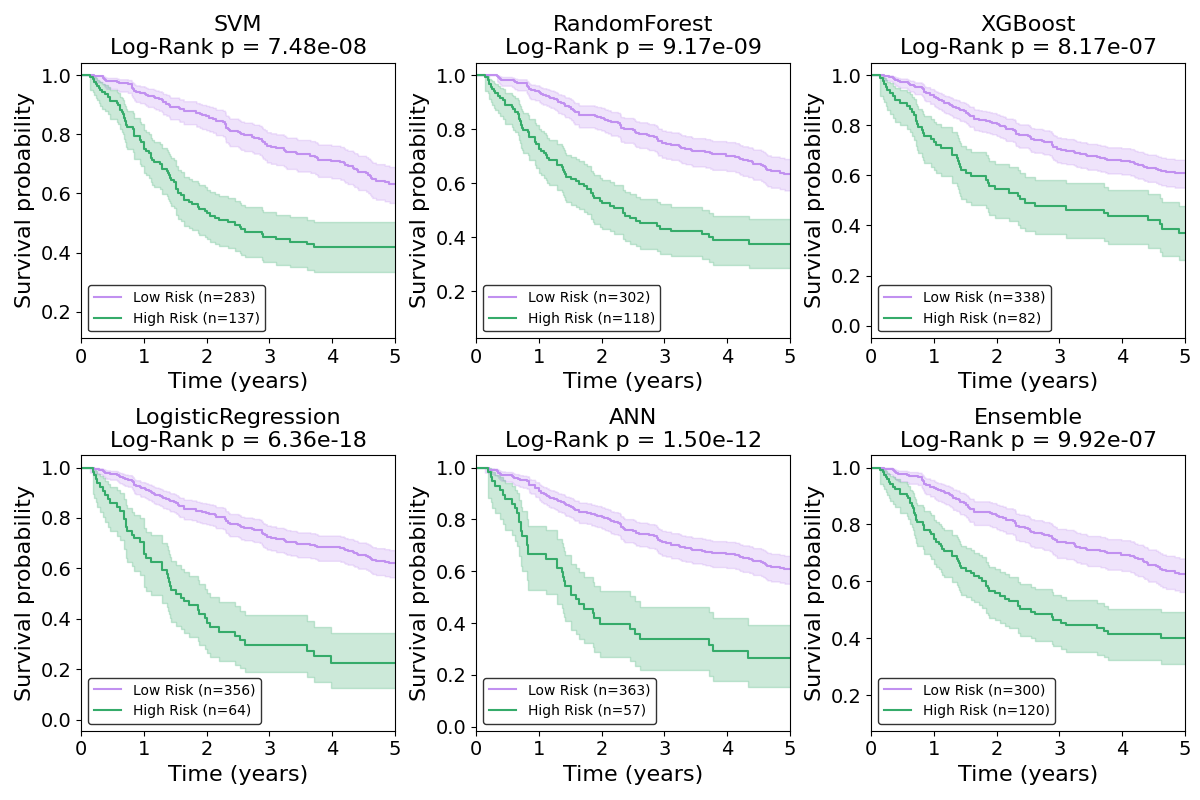 SVM
Log-Rank p = 7.48e-08
Survival probability
1.0
0.8
0.6
0.4
0.2
Low Risk (n=283)
High Risk (n=137)
0 1 2 3 4 5
Time (years)
RandomForest
Log-Rank p = 9.17e-09
Survival probability
1.0
0.8
0.6
0.4
0.2
Low Risk (n=302)
High Risk (n=118)
0 1 2 3 4 5
Time (years)
XGBoost
Log-Rank p = 8.17e-07
Survival probability
1.0
0.8
0.6
0.4
0.2
0.0
Low Risk (n=338)
High Risk (n=82)
0 1 2 3 4 5
Time (years)
LogisticRegression
Log-Rank p = 6.36e-18
Survival probability
1.0
0.8
0.6
0.4
0.2
0.0
Low Risk (n=356)
High Risk (n=64)
0 1 2 3 4 5
Time (years)
ANN
Log-Rank p = 1.50e-12
Survival probability
1.0
0.8
0.6
0.4
0.2
0.0
Low Risk (n=363)
High Risk (n=57)
0 1 2 3 4 5
Time (years)
Ensemble
Log-Rank p = 9.92e-07
Survival probability
1.0
0.8
0.6
0.4
0.2
Low Risk (n=300)
High Risk (n=120)
0 1 2 3 4 5
Time (years)